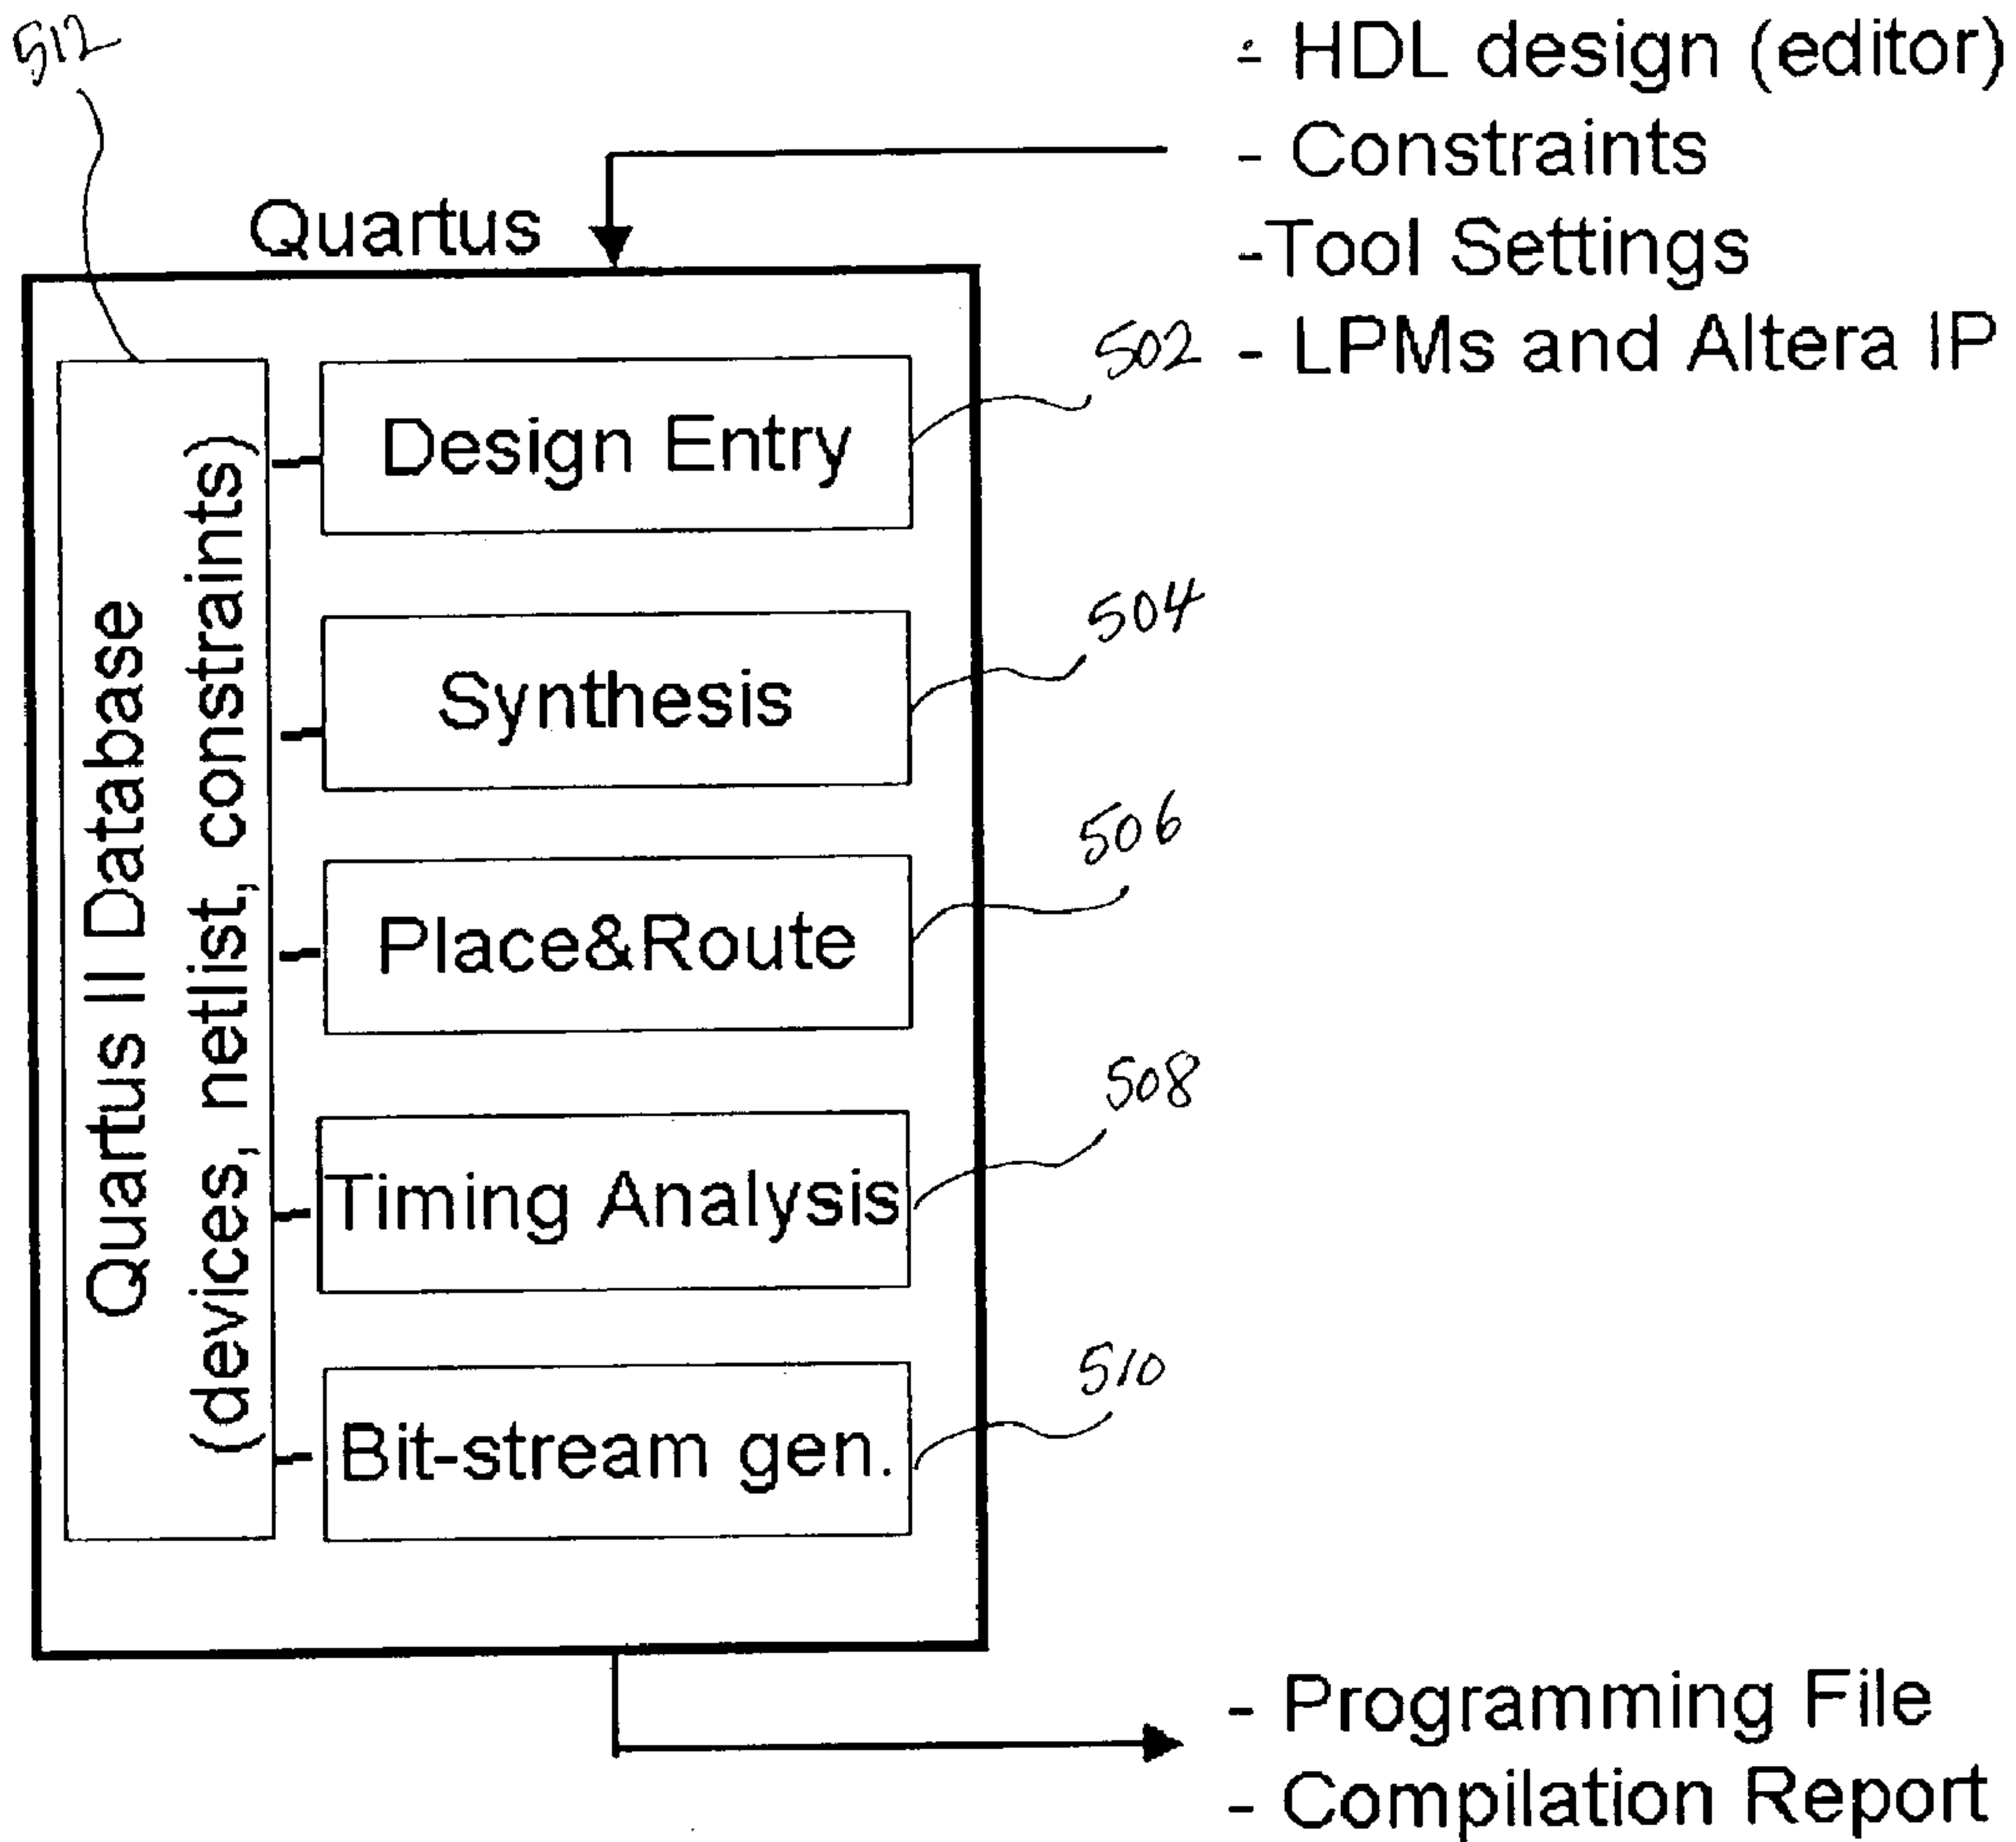 512
- HDL design (editor)
- Constraints
-Tool Settings
- LPMs and Altera IP
Quartus
Quartus II Database
(devices, netlist, constraints)
Design Entry
502
Synthesis
504
Place&Route
506
Timing Analysis
508
Bit-stream gen.
510
- Programming File
- Compilation Report